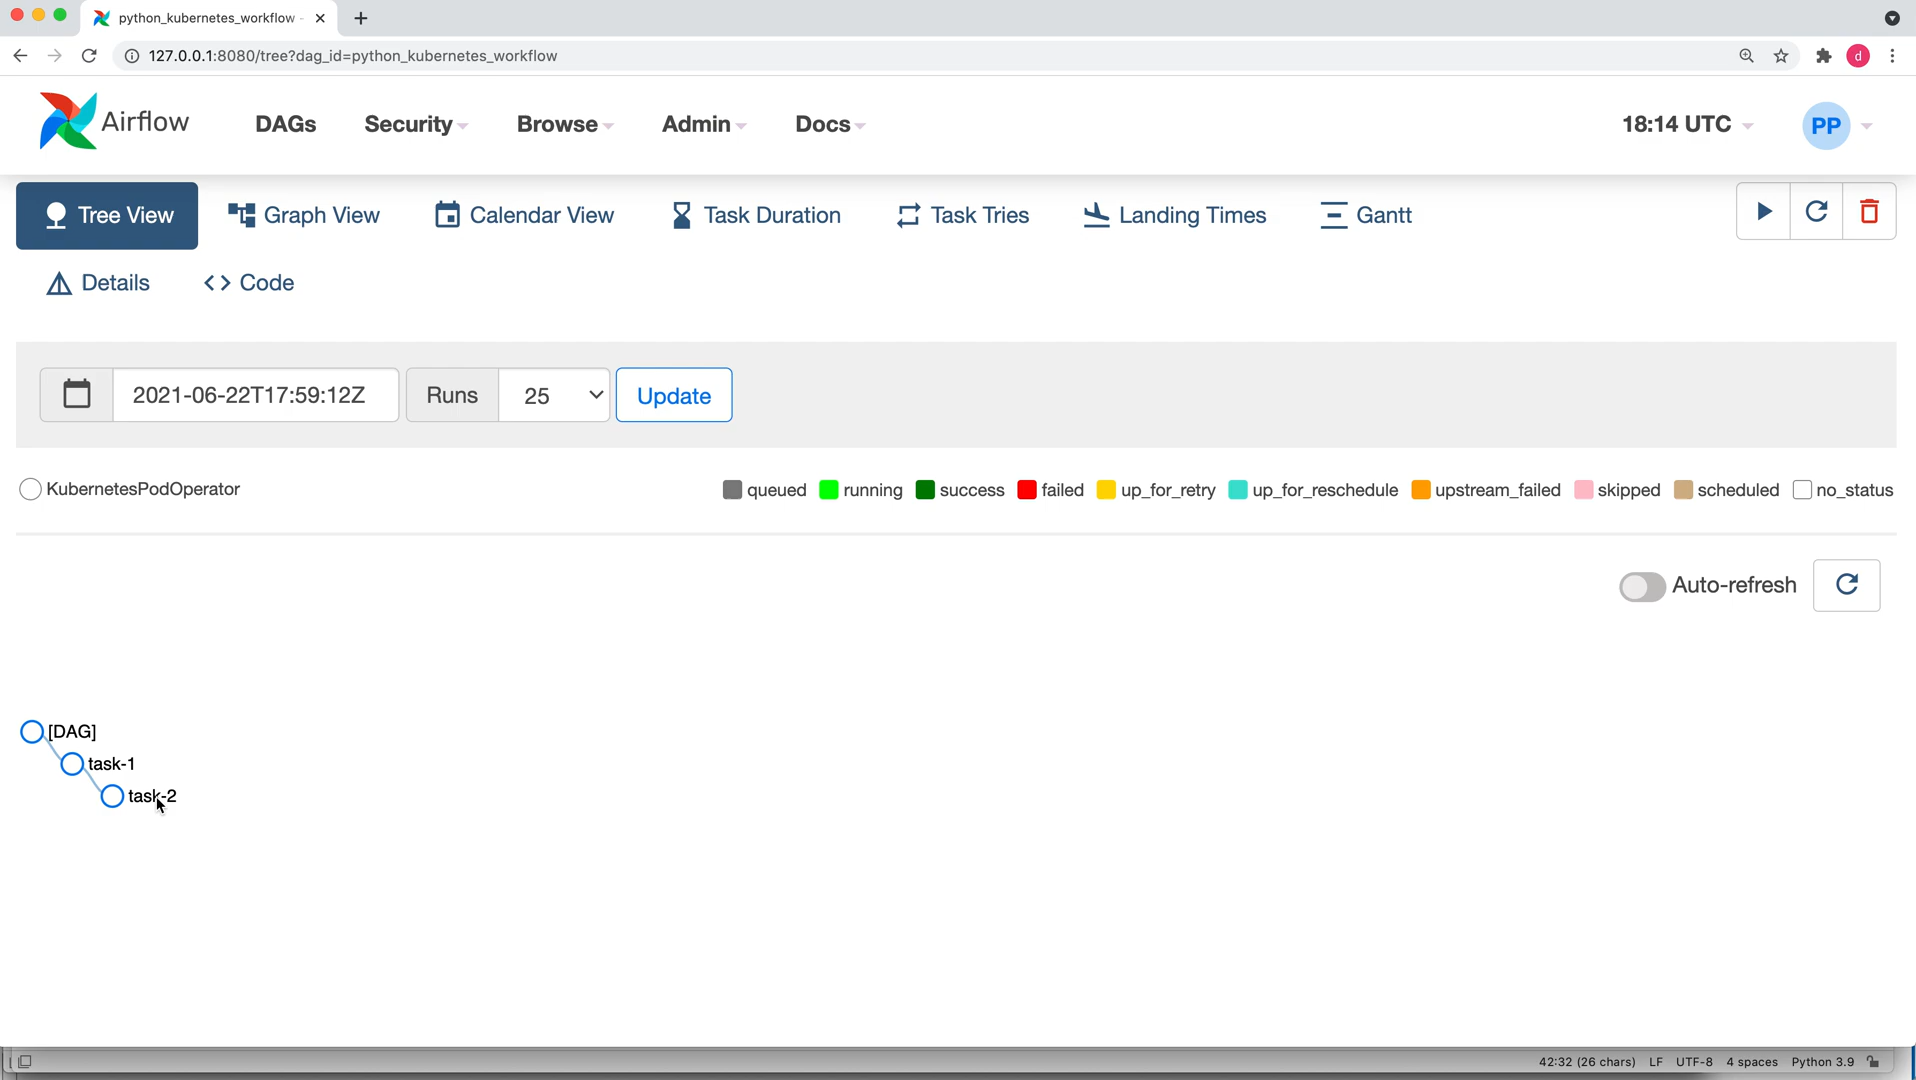 python_kubernetes_workflow -
127.0.0.1:8080/tree?dag_id=python_kubernetes_workflow
d
Airflow DAGs Security Browse Admin Docs 18:14 UTC PP
Tree View Graph View Calendar View Task Duration Task Tries Landing Times Gantt
Details <> Code
2021-06-22T17:59:12Z Runs 25 Update
KubernetesPodOperator queued running success failed up_for_retry up_for_reschedule upstream_failed skipped scheduled no_status
Auto-refresh
[DAG]
task-1
task-2
42:32 (26 chars) LF UTF-8 4 spaces Python 3.9